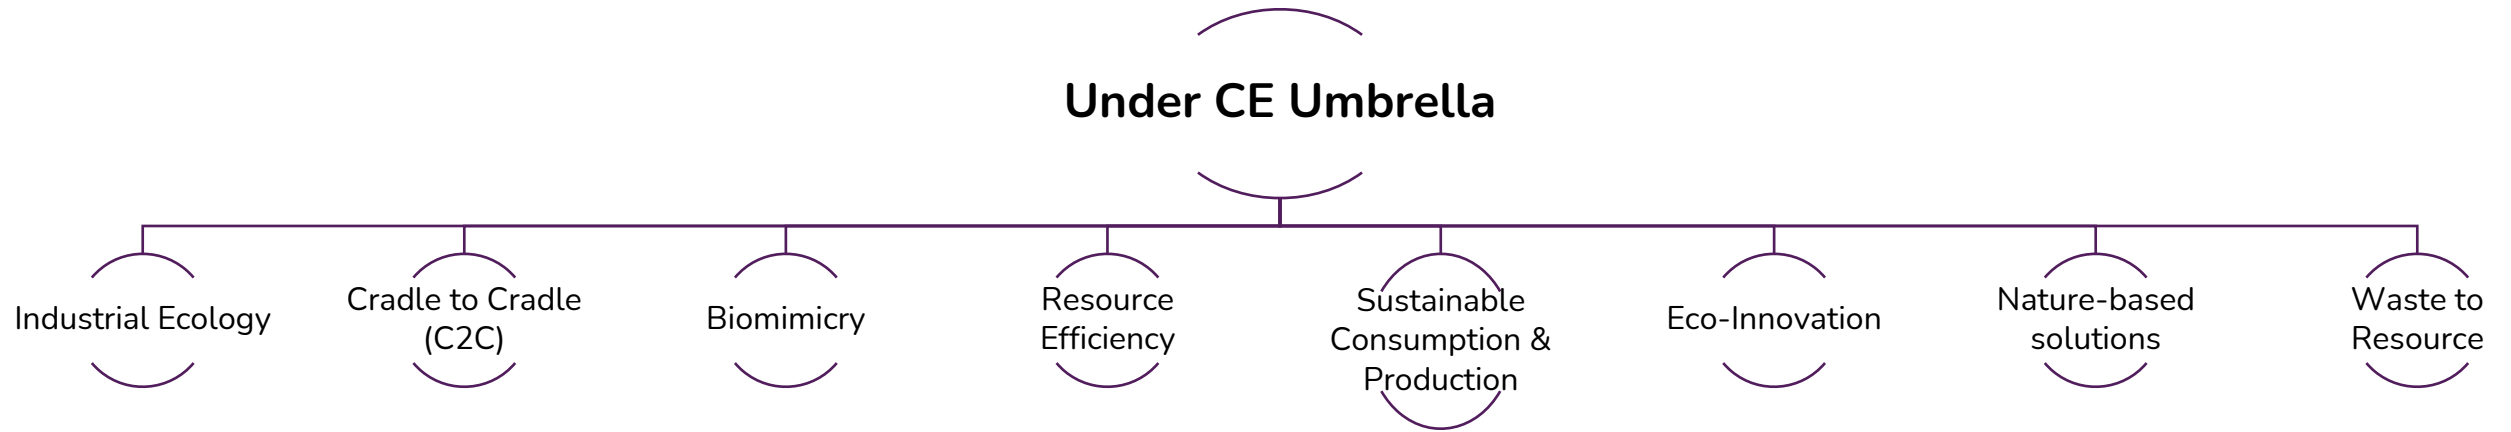 Under CE Umbrella
Industrial Ecology
Cradle to Cradle
(C2C)
Biomimicry
Resource
Efficiency
Sustainable
Consumption &
Production
Eco-Innovation
Nature-based
solutions
Waste to
Resource